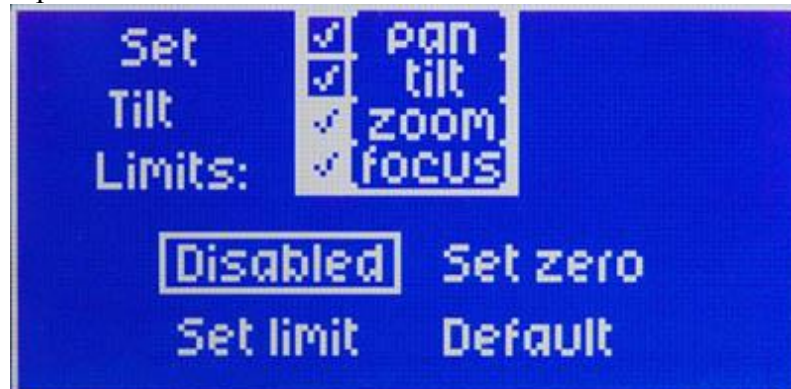 Set
Tilt
Limits:
pan
tilt
zoom
focus
Disabled Set zero
Set limit Default